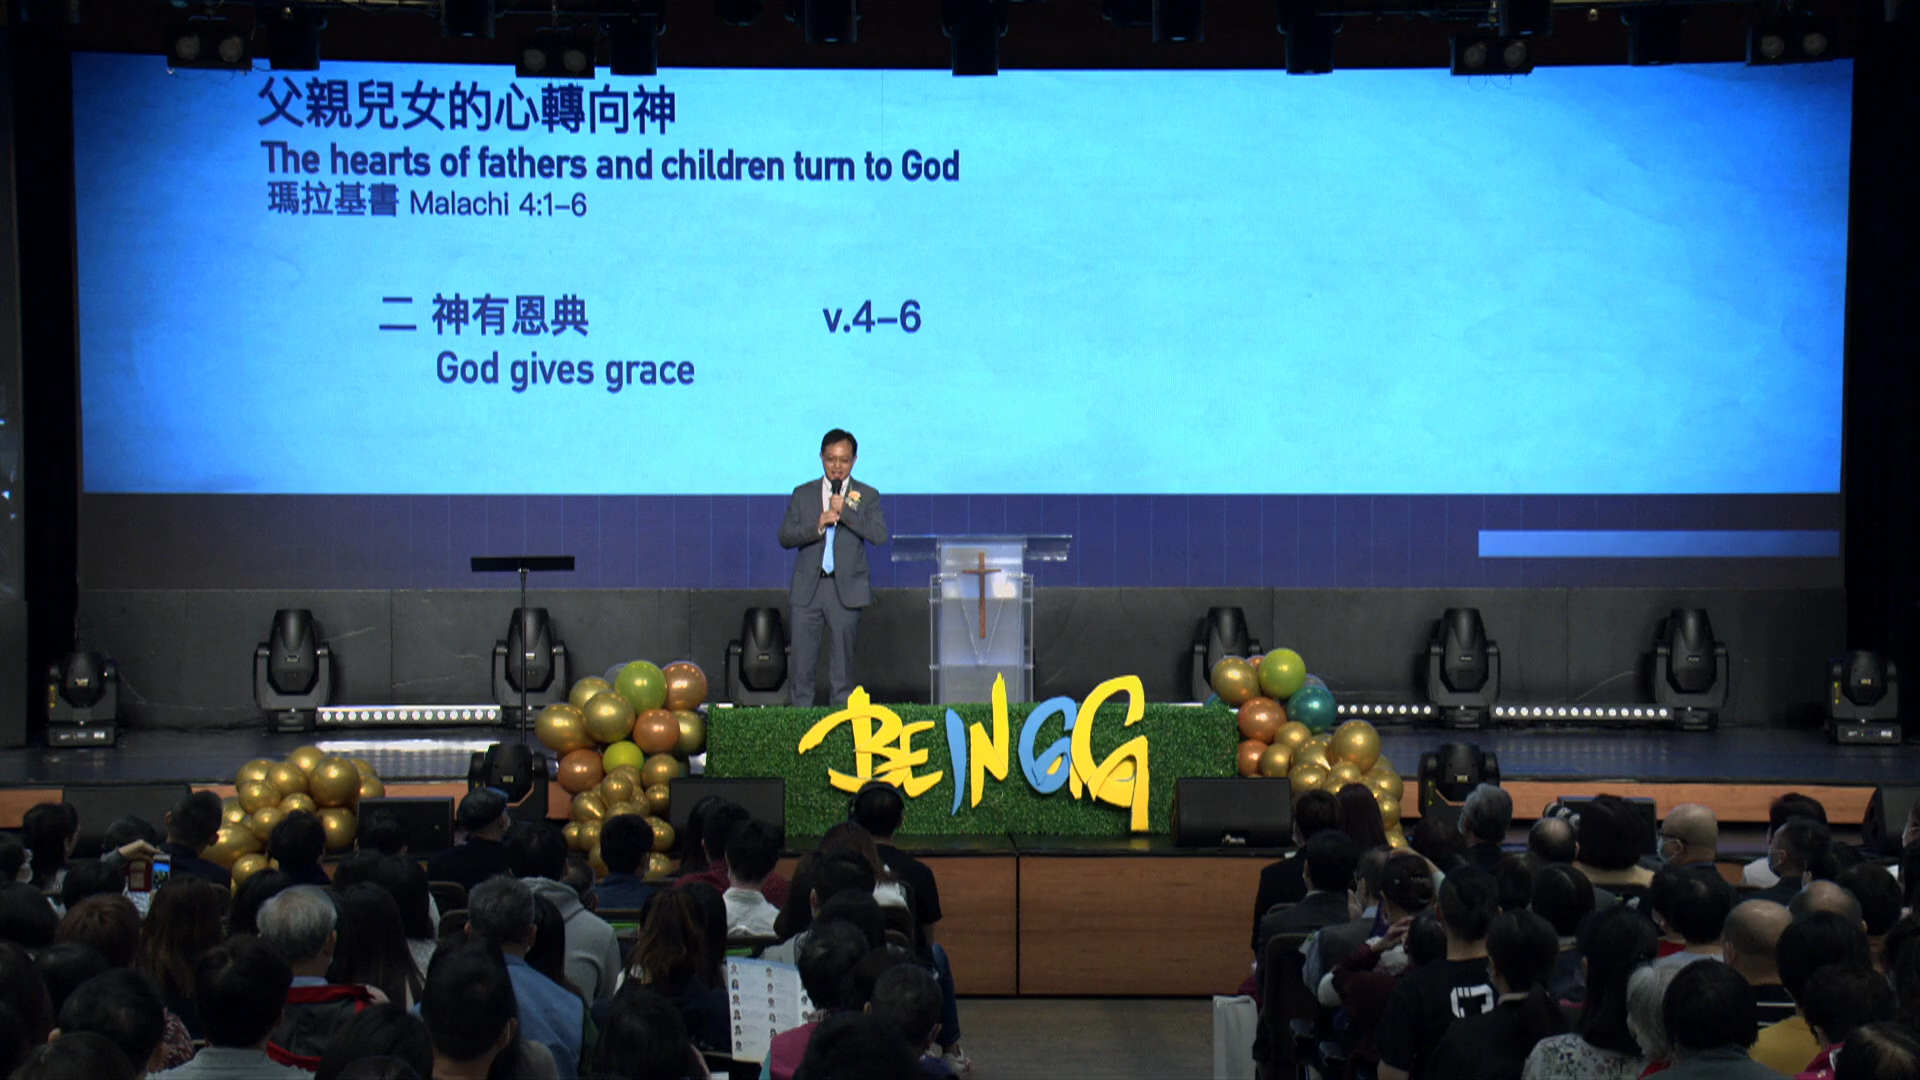 父親兒女的心轉向神
The hearts of fathers and children turn to God
瑪拉基書 Malachi 4:1-6
二 神有恩典 v.4-6
God gives grace
BEINGG